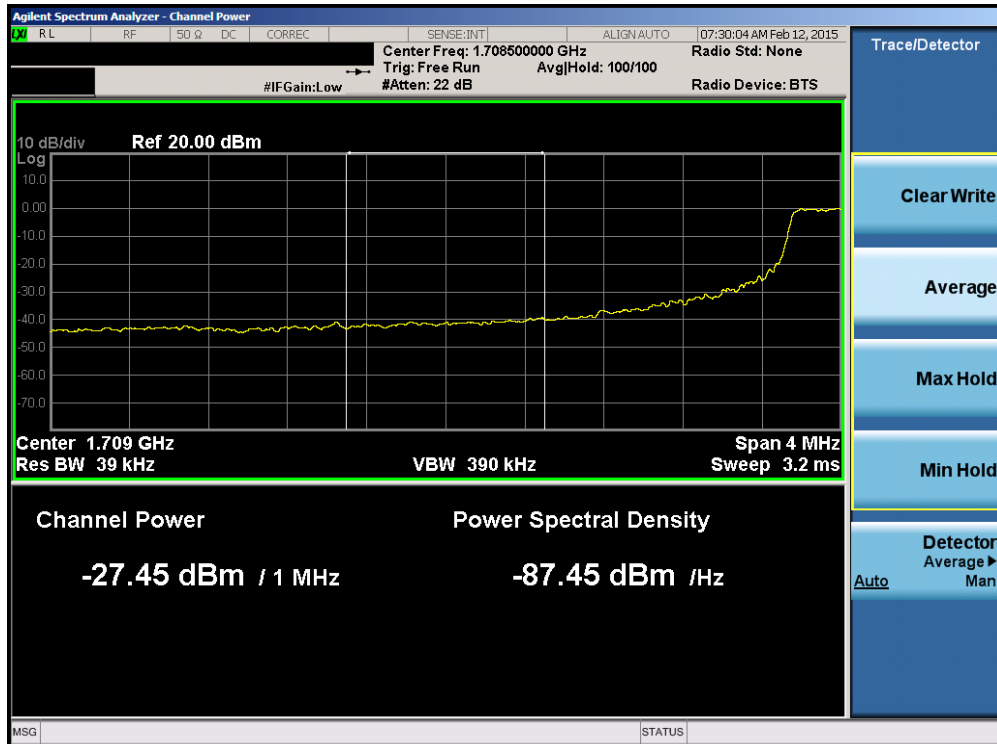 Agilent Spectrum Analyzer - Channel Power
LXI RL RF 50 Ω DC CORREC SENSE:INT ALIGN AUTO 07:30:04 AM Feb 12, 2015
Center Freq: 1.708500000 GHz Radio Std: None
Trig: Free Run Avg|Hold: 100/100
#IFGain:Low #Atten: 22 dB Radio Device: BTS
10 dB/div Ref 20.00 dBm
Log
10.0
0.00
-10.0
-20.0
-30.0
-40.0
-50.0
-60.0
-70.0
Center 1.709 GHz Span 4 MHz
Res BW 39 kHz VBW 390 kHz Sweep 3.2 ms
Channel Power Power Spectral Density
-27.45 dBm / 1 MHz -87.45 dBm /Hz
Trace/Detector
Clear Write
Average
Max Hold
Min Hold
Detector
Average▶
Auto Man
MSG STATUS